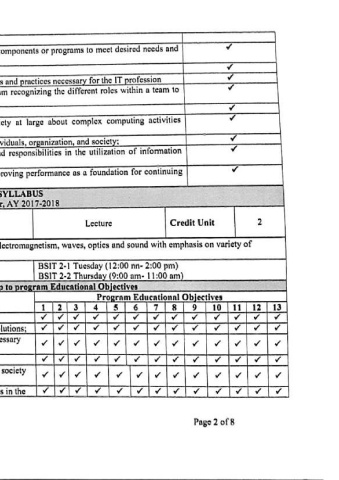 omponents or programs to meet desired needs and ✓
✓
s and practices necessary for the IT profession ✓
am recognizing the different roles within a team to ✓
✓
ety at large about complex computing activities
viduals, organization, and society; ✓
nd responsibilities in the utilization of information ✓
roving performance as a foundation for continuing ✓
SYLLABUS
r, AY 2017-2018
Lecture Credit Unit 2
lectromagnetism, waves, optics and sound with emphasis on variety of
BSIT 2-1 Tuesday (12:00 nn- 2:00 pm)
BSIT 2-2 Thursday (9:00 am- 11:00 am)
p to program Educational Objectives
Program Educational Objectives
1 2 3 4 5 6 7 8 9 10 11 12 13
✓ ✓ ✓ ✓ ✓ ✓ ✓ ✓ ✓ ✓ ✓ ✓ ✓
lutions; ✓ ✓ ✓ ✓ ✓ ✓ ✓ ✓ ✓ ✓ ✓ ✓ ✓
essary ✓ ✓ ✓ ✓ ✓ ✓ ✓ ✓ ✓ ✓ ✓ ✓ ✓
✓ ✓ ✓ ✓ ✓ ✓ ✓ ✓ ✓ ✓ ✓ ✓ ✓
society ✓ ✓ ✓ ✓ ✓ ✓ ✓ ✓ ✓ ✓ ✓ ✓ ✓
s in the ✓ ✓ ✓ ✓ ✓ ✓ ✓ ✓ ✓ ✓ ✓ ✓ ✓
Page 2 of 8